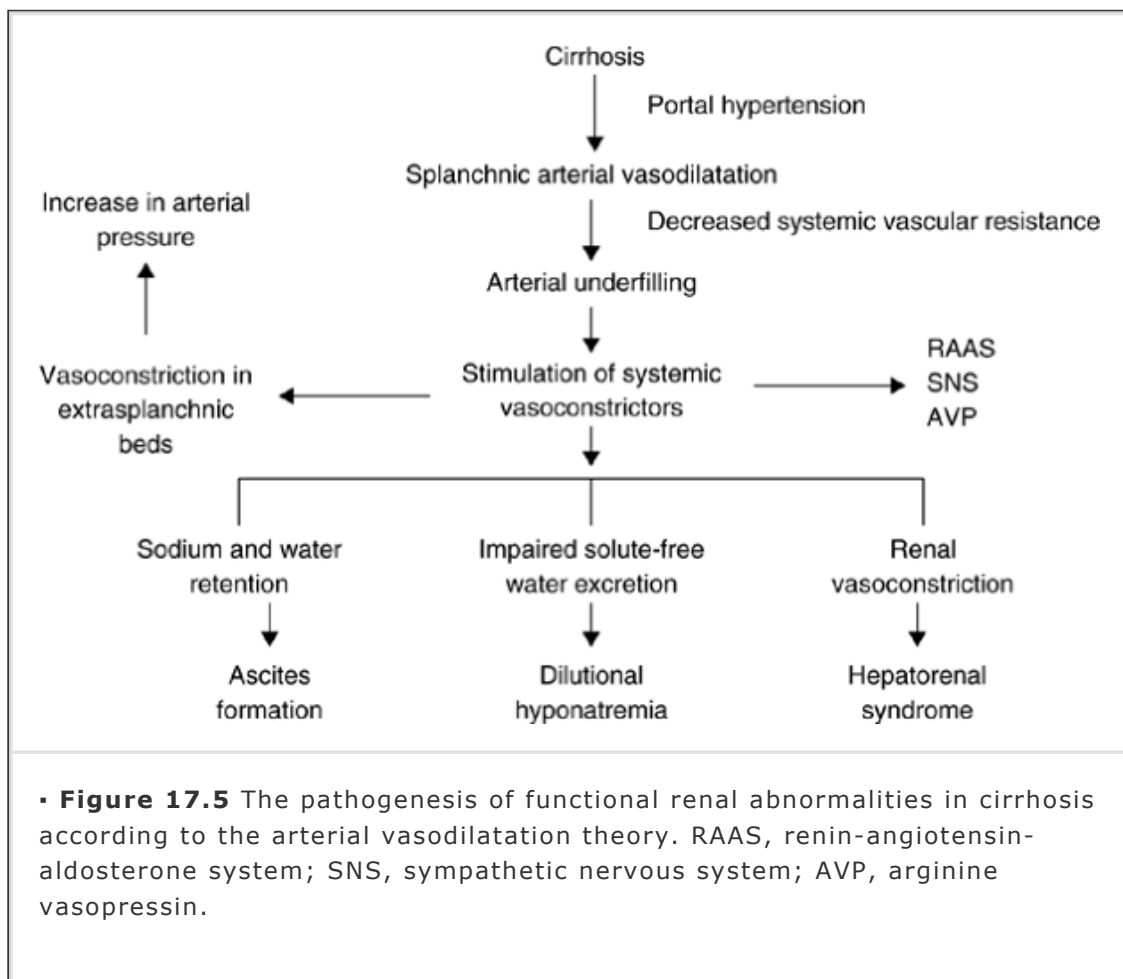 Cirrhosis
Portal hypertension
Splanchnic arterial vasodilatation
Decreased systemic vascular resistance
Arterial underfilling
Increase in arterial
pressure
Stimulation of systemic
vasoconstrictors
Vasoconstriction in
extrasplanchnic
beds
RAAS
SNS
AVP
Sodium and water
retention
Impaired solute-free
water excretion
Renal
vasoconstriction
Ascites
formation
Dilutional
hyponatremia
Hepatorenal
syndrome
▪ Figure 17.5 The pathogenesis of functional renal abnormalities in cirrhosis
according to the arterial vasodilatation theory. RAAS, renin-angiotensin-
aldosterone system; SNS, sympathetic nervous system; AVP, arginine
vasopressin.